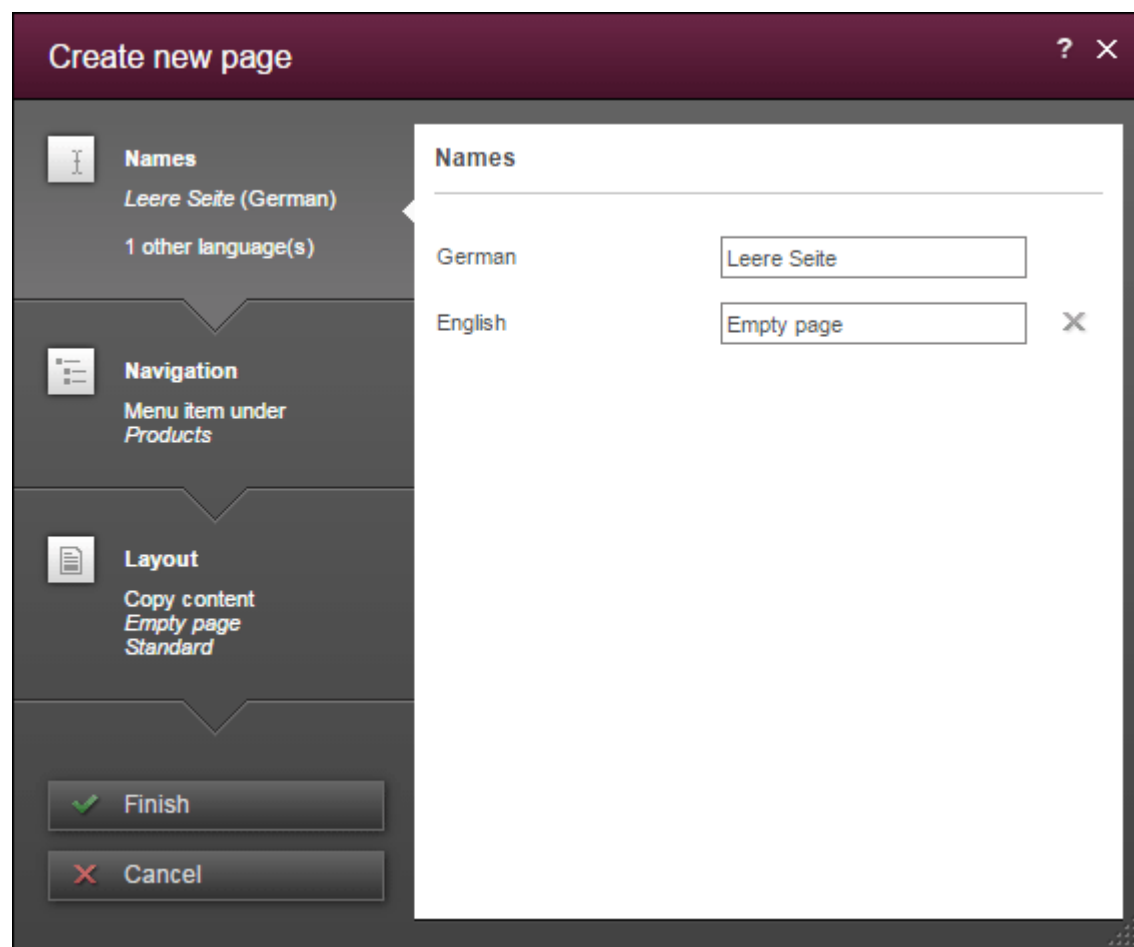 Create new page
?
Names
Leere Seite (German)
1 other language(s)
Navigation
Menu item under
Products
Layout
Copy content
Empty page
Standard
Finish
Cancel
Names
German
Leere Seite
English
Empty page